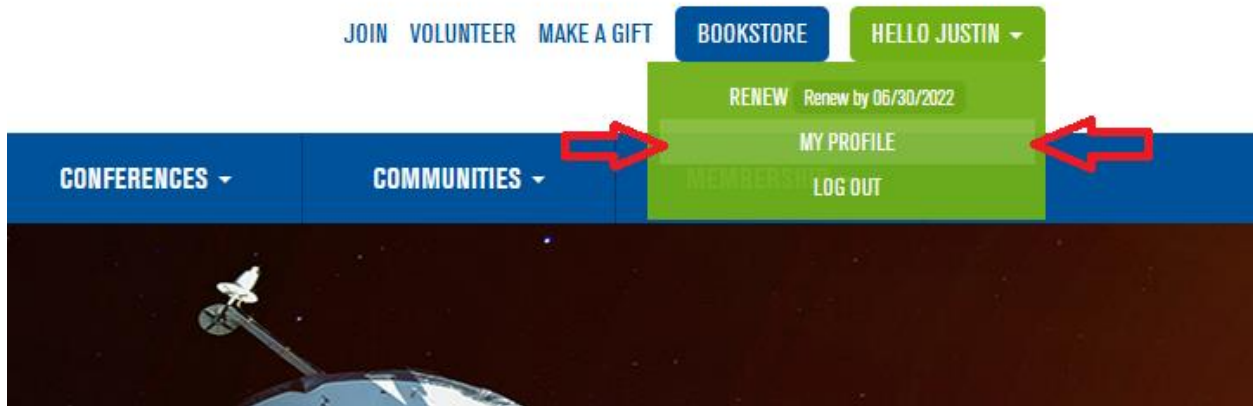 JOIN VOLUNTEER MAKE A GIFT BOOKSTORE HELLO JUSTIN
RENEW Renew by 06/30/2022
MY PROFILE
CONFERENCES COMMUNITIES MEMBERSHIP
LOG OUT